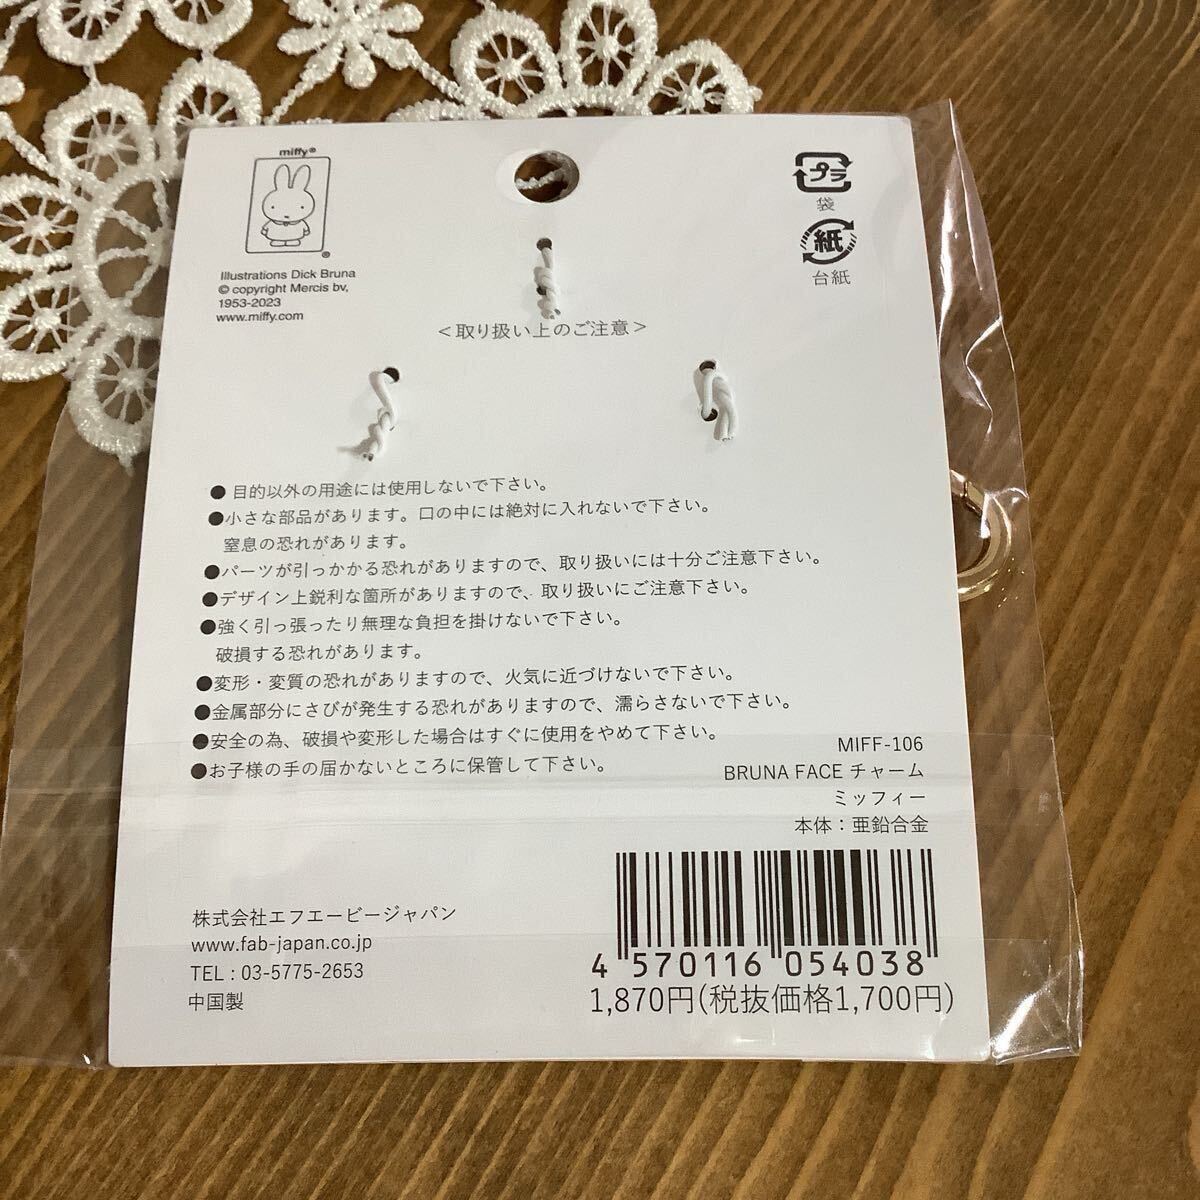 miffy®
®
Illustrations Dick Bruna
© copyright Mercis bv,
1953-2023
www.miffy.com
プラ
袋
紙
台紙
＜取り扱い上のご注意＞
●目的以外の用途には使用しないで下さい。
●小さな部品があります。口の中には絶対に入れないで下さい。
窒息の恐れがあります。
●パーツが引っかかる恐れがありますので、取り扱いには十分ご注意下さい。
●デザイン上鋭利な箇所がありますので、取り扱いにご注意下さい。
●強く引っ張ったり無理な負担を掛けないで下さい。
破損する恐れがあります。
●変形・変質の恐れがありますので、火気に近づけないで下さい。
●金属部分にさびが発生する恐れがありますので、濡らさないで下さい。
●安全の為、破損や変形した場合はすぐに使用をやめて下さい。
●お子様の手の届かないところに保管して下さい。
MIFF-106
BRUNA FACE チャーム
ミッフィー
本体：亜鉛合金
株式会社エフエービージャパン
www.fab-japan.co.jp
TEL : 03-5775-2653
中国製
4 570116 054038
1,870円(税抜価格1,700円)